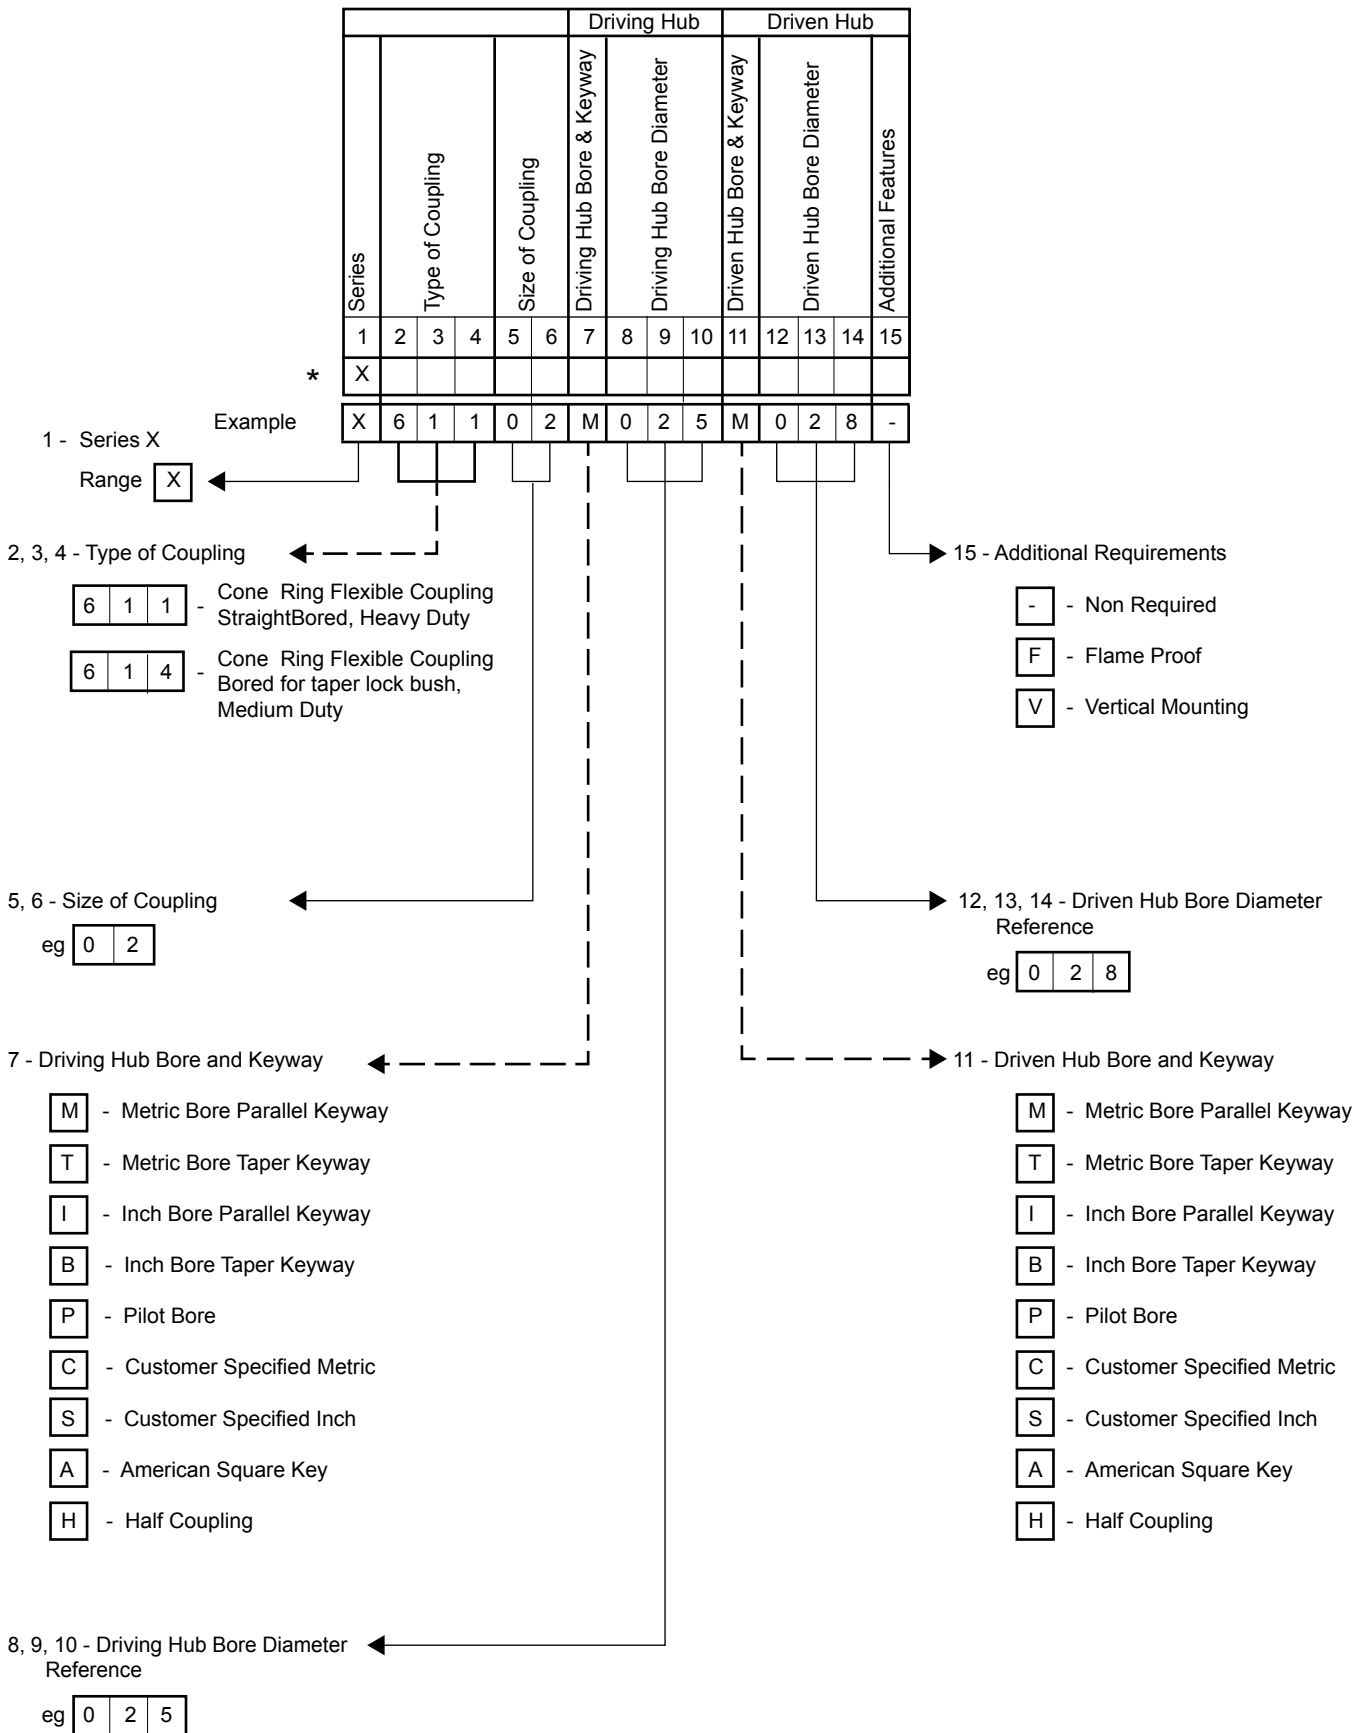 Driving Hub Driven Hub
Series
Type of Coupling
Size of Coupling
Driving Hub Bore & Keyway
Driving Hub Bore Diameter
Driven Hub Bore & Keyway
Driven Hub Bore Diameter
Additional Features
1 2 3 4 5 6 7 8 9 10 11 12 13 14 15
* X
Example X 6 1 1 0 2 M 0 2 5 M 0 2 8 -
1 - Series X
Range X
2, 3, 4 - Type of Coupling
6 1 1 - Cone Ring Flexible Coupling
StraightBored, Heavy Duty
6 1 4 - Cone Ring Flexible Coupling
Bored for taper lock bush,
Medium Duty
15 - Additional Requirements
- - Non Required
F - Flame Proof
V - Vertical Mounting
5, 6 - Size of Coupling
eg 0 2
12, 13, 14 - Driven Hub Bore Diameter
Reference
eg 0 2 8
7 - Driving Hub Bore and Keyway
M - Metric Bore Parallel Keyway
T - Metric Bore Taper Keyway
I - Inch Bore Parallel Keyway
B - Inch Bore Taper Keyway
P - Pilot Bore
C - Customer Specified Metric
S - Customer Specified Inch
A - American Square Key
H - Half Coupling
11 - Driven Hub Bore and Keyway
M - Metric Bore Parallel Keyway
T - Metric Bore Taper Keyway
I - Inch Bore Parallel Keyway
B - Inch Bore Taper Keyway
P - Pilot Bore
C - Customer Specified Metric
S - Customer Specified Inch
A - American Square Key
H - Half Coupling
8, 9, 10 - Driving Hub Bore Diameter
Reference
eg 0 2 5